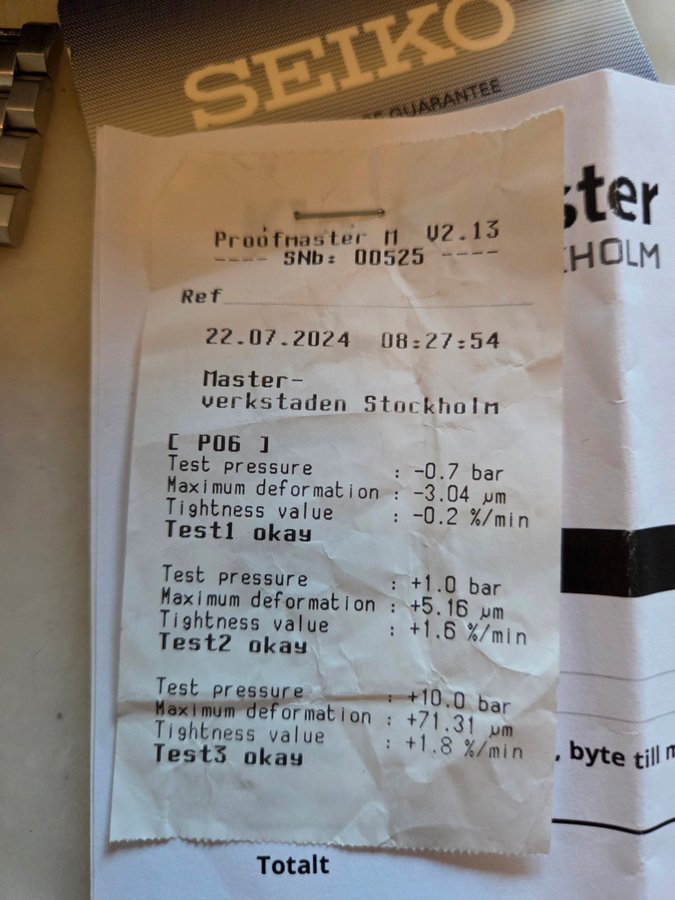 SEIKO
GUARANTEE
ster
HOLM
Proofmaster M V2.13
---- SNb: 00525 ----
Ref
22.07.2024 08:27:54
Master-
verkstaden Stockholm
[ P06 ]
Test pressure : -0.7 bar
Maximum deformation : -3.04 µm
Tightness value : -0.2 %/min
Test1 okay
Test pressure : +1.0 bar
Maximum deformation : +5.16 µm
Tightness value : +1.6 %/min
Test2 okay
Test pressure : +10.0 bar
Maximum deformation : +71.31 µm
Tightness value : +1.8 %/min
Test3 okay
, byte till m
Totalt